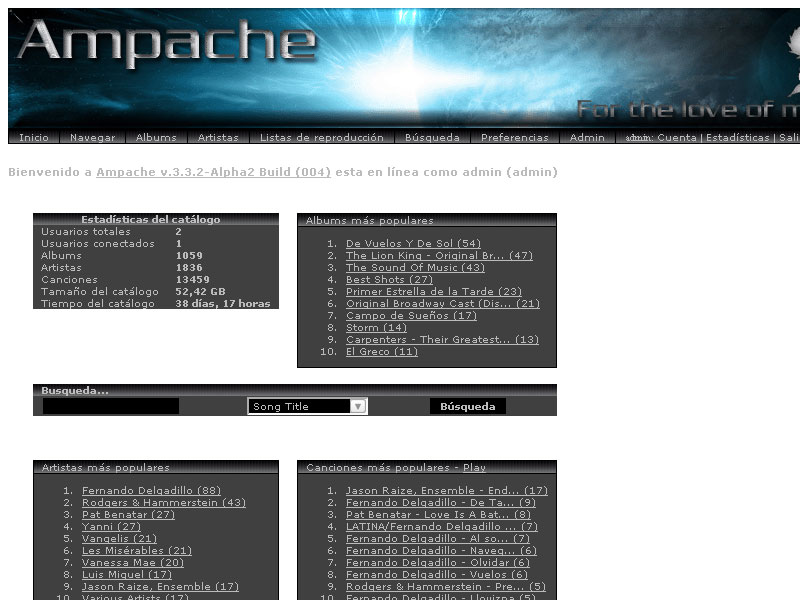 Ampache
For the love of m
Inicio Navegar Albums Artistas Listas de reproducción Búsqueda Preferencias Admin admin: Cuenta | Estadísticas | Sali
Bienvenido a Ampache v.3.3.2-Alpha2 Build (004) esta en línea como admin (admin)
Estadísticas del catálogo
Usuarios totales 2
Usuarios conectados 1
Albums 1059
Artistas 1836
Canciones 13459
Tamaño del catálogo 52,42 GB
Tiempo del catálogo 38 días, 17 horas
Albums más populares
1. De Vuelos Y De Sol (54)
2. The Lion King - Original Br... (47)
3. The Sound Of Music (43)
4. Best Shots (27)
5. Primer Estrella de la Tarde (23)
6. Original Broadway Cast (Dis... (21)
7. Campo de Sueños (17)
8. Storm (14)
9. Carpenters - Their Greatest... (13)
10. El Greco (11)
Busqueda...
Song Title Búsqueda
Artistas más populares
1. Fernando Delgadillo (88)
2. Rodgers & Hammerstein (43)
3. Pat Benatar (27)
4. Yanni (27)
5. Vangelis (21)
6. Les Misérables (21)
7. Vanessa Mae (20)
8. Luis Miguel (17)
9. Jason Raize, Ensemble (17)
10. Various Artists (17)
Canciones más populares - Play
1. Jason Raize, Ensemble - End... (17)
2. Fernando Delgadillo - De Ta... (9)
3. Pat Benatar - Love Is A Bat... (8)
4. LATINA/Fernando Delgadillo ... (7)
5. Fernando Delgadillo - Al so... (7)
6. Fernando Delgadillo - Naveg... (6)
7. Fernando Delgadillo - Olvidar (6)
8. Fernando Delgadillo - Vuelos (6)
9. Rodgers & Hammerstein - Pre... (5)
10. Fernando Delgadillo - Llovizna (5)